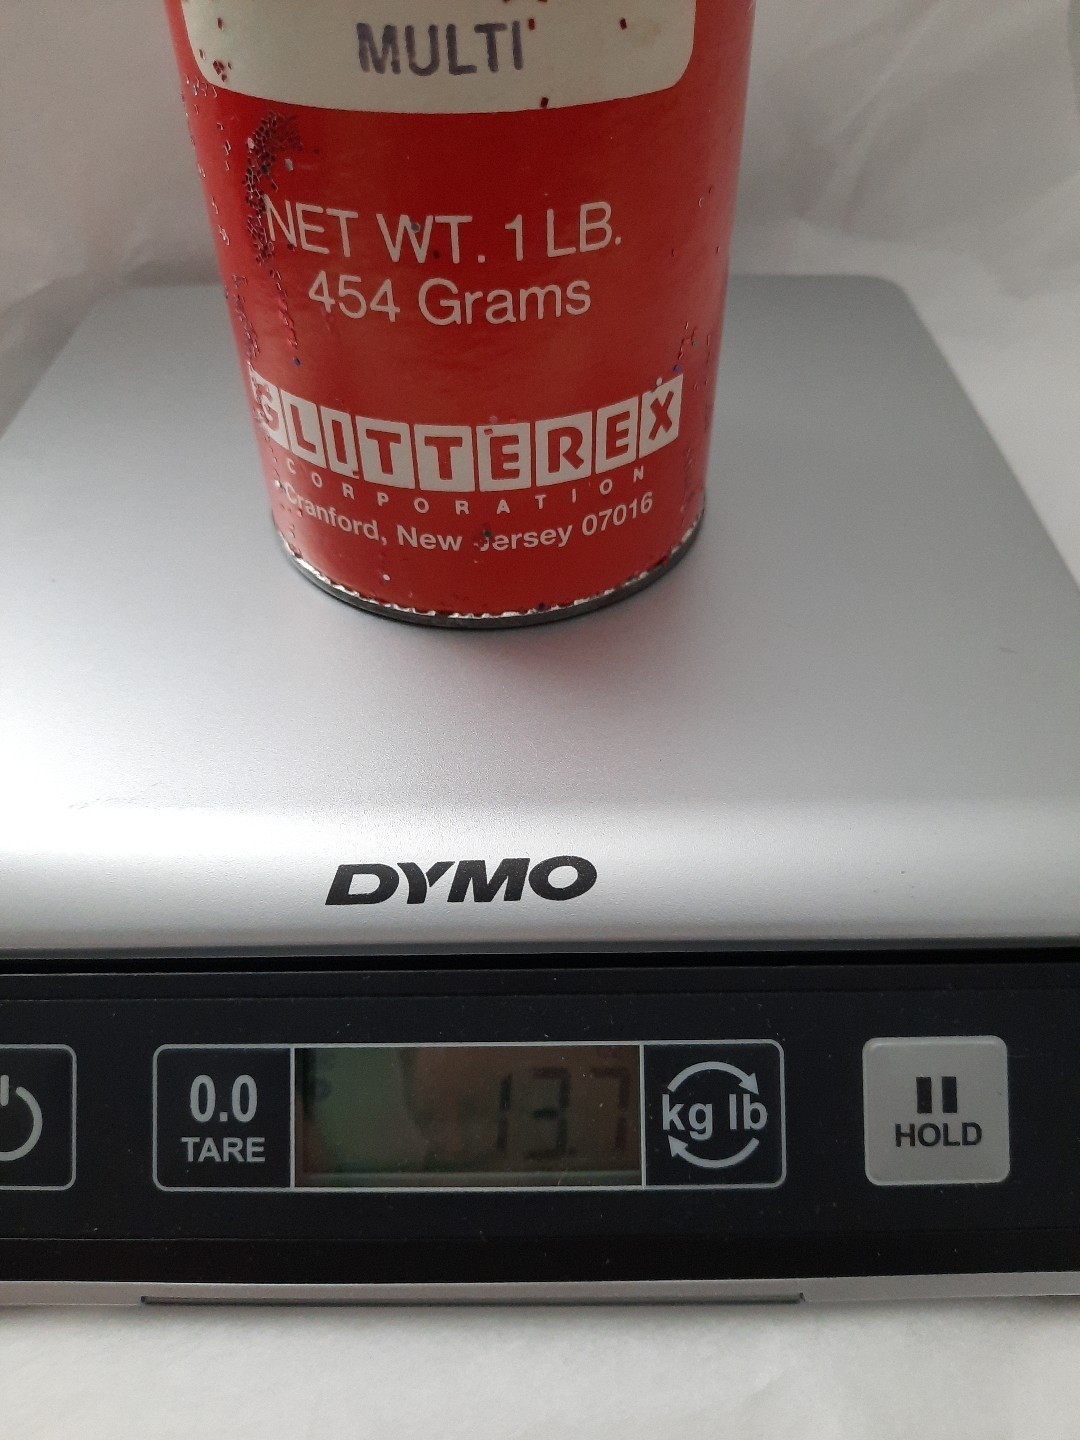 MULTI
NET WT. 1 LB.
454 Grams
GLITTEREX
CORPORATION
Cranford, New Jersey 07016
DYMO
0.0
TARE
13.7
kg lb
HOLD